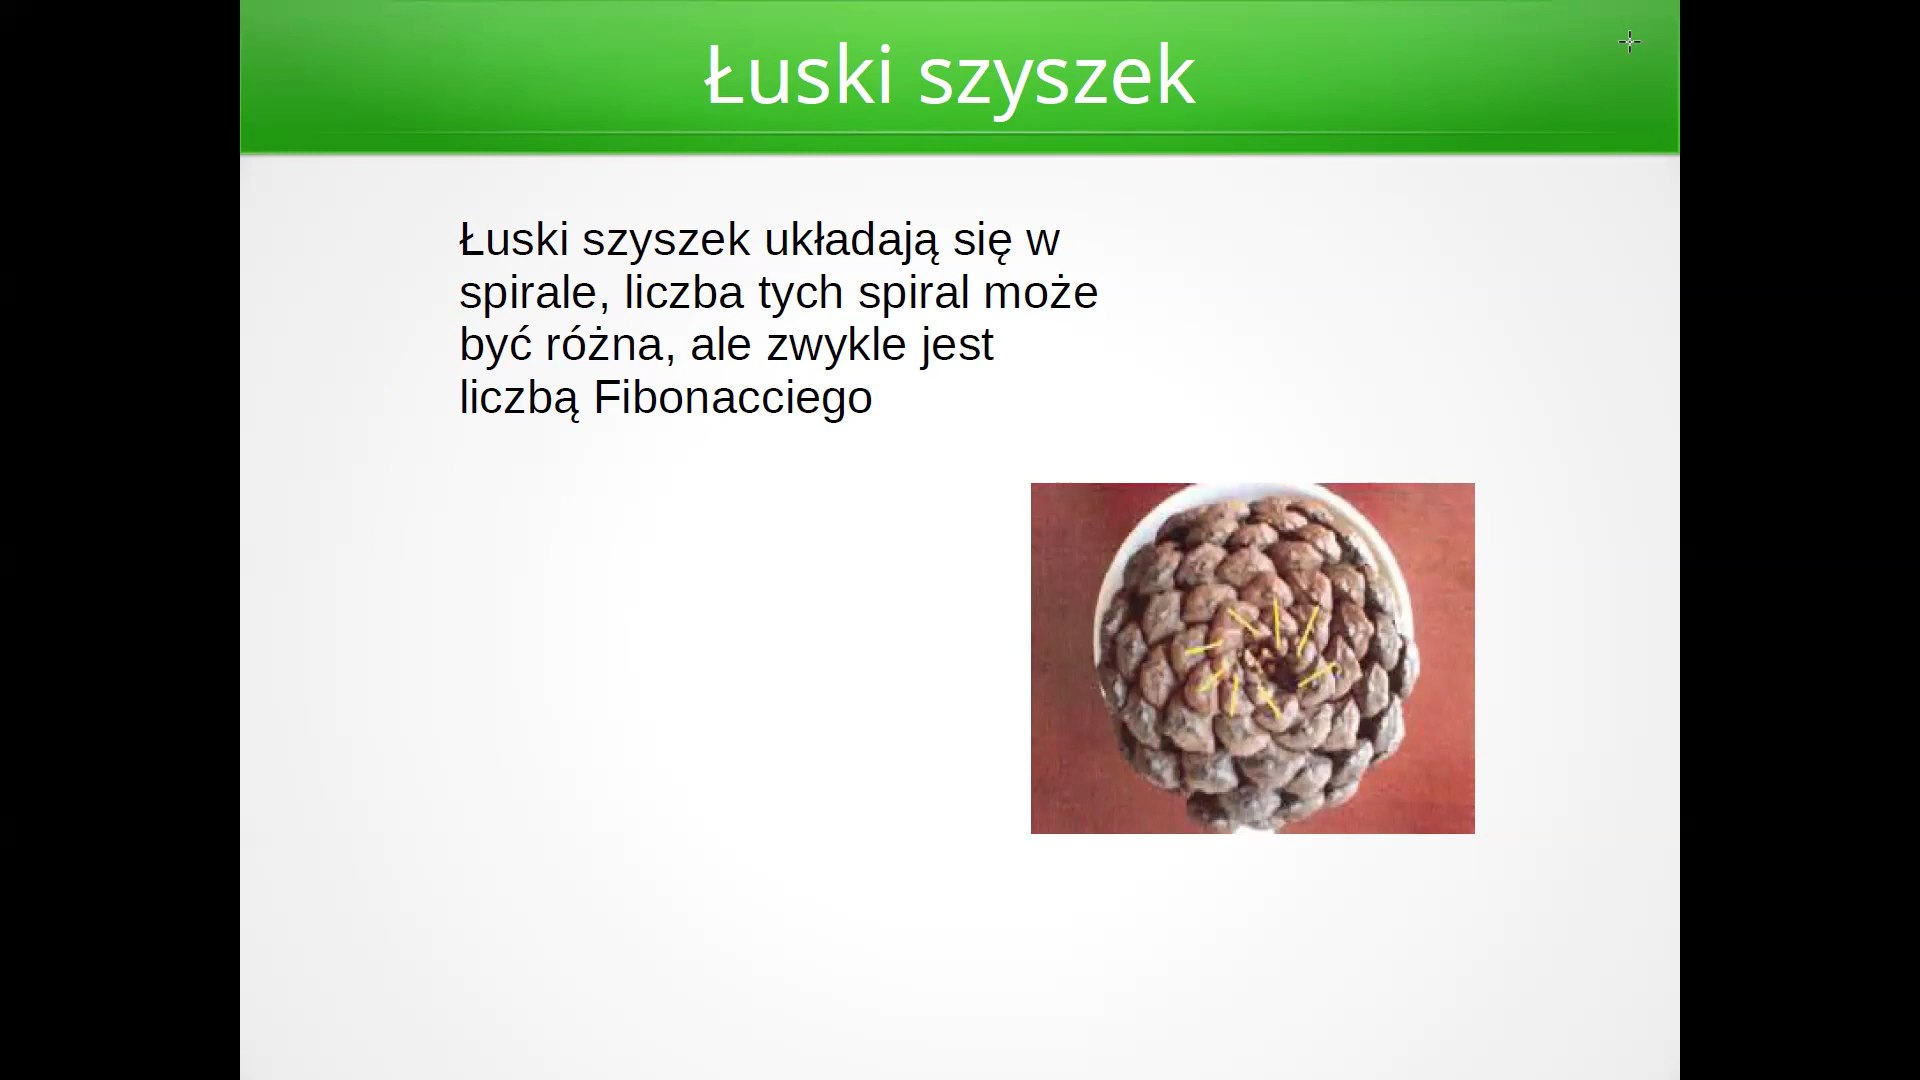 Łuski szyszek
Łuski szyszek układają się w
spirale, liczba tych spiral może
być różna, ale zwykle jest
liczbą Fibonacciego